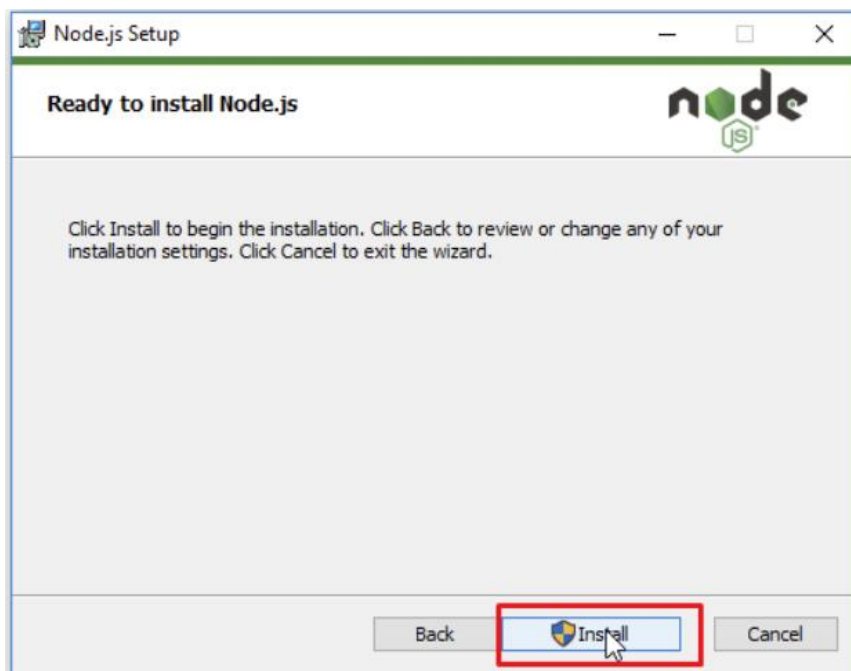 Node.js Setup
Ready to install Node.js
node
JS
Click Install to begin the installation. Click Back to review or change any of your
installation settings. Click Cancel to exit the wizard.
Back
Install
Cancel